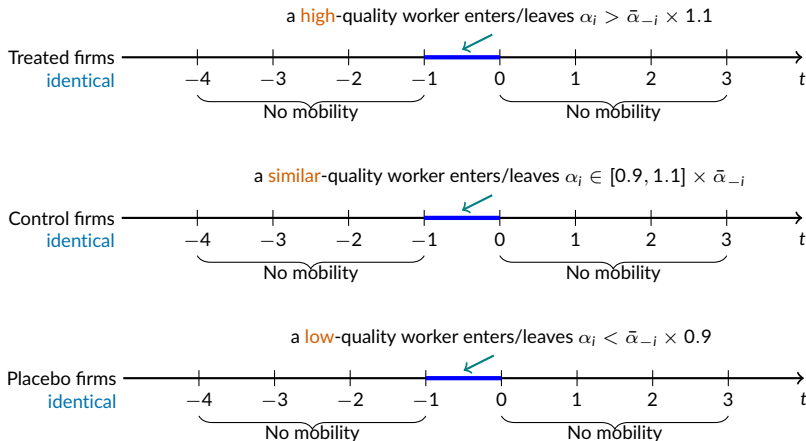 a high-quality worker enters/leaves αᵢ > ᾱ₋ᵢ × 1.1
Treated firms
identical
−4 −3 −2 −1 0 1 2 3 t
No mobility No mobility
a similar-quality worker enters/leaves αᵢ ∈ [0.9, 1.1] × ᾱ₋ᵢ
Control firms
identical
−4 −3 −2 −1 0 1 2 3 t
No mobility No mobility
a low-quality worker enters/leaves αᵢ < ᾱ₋ᵢ × 0.9
Placebo firms
identical
−4 −3 −2 −1 0 1 2 3 t
No mobility No mobility